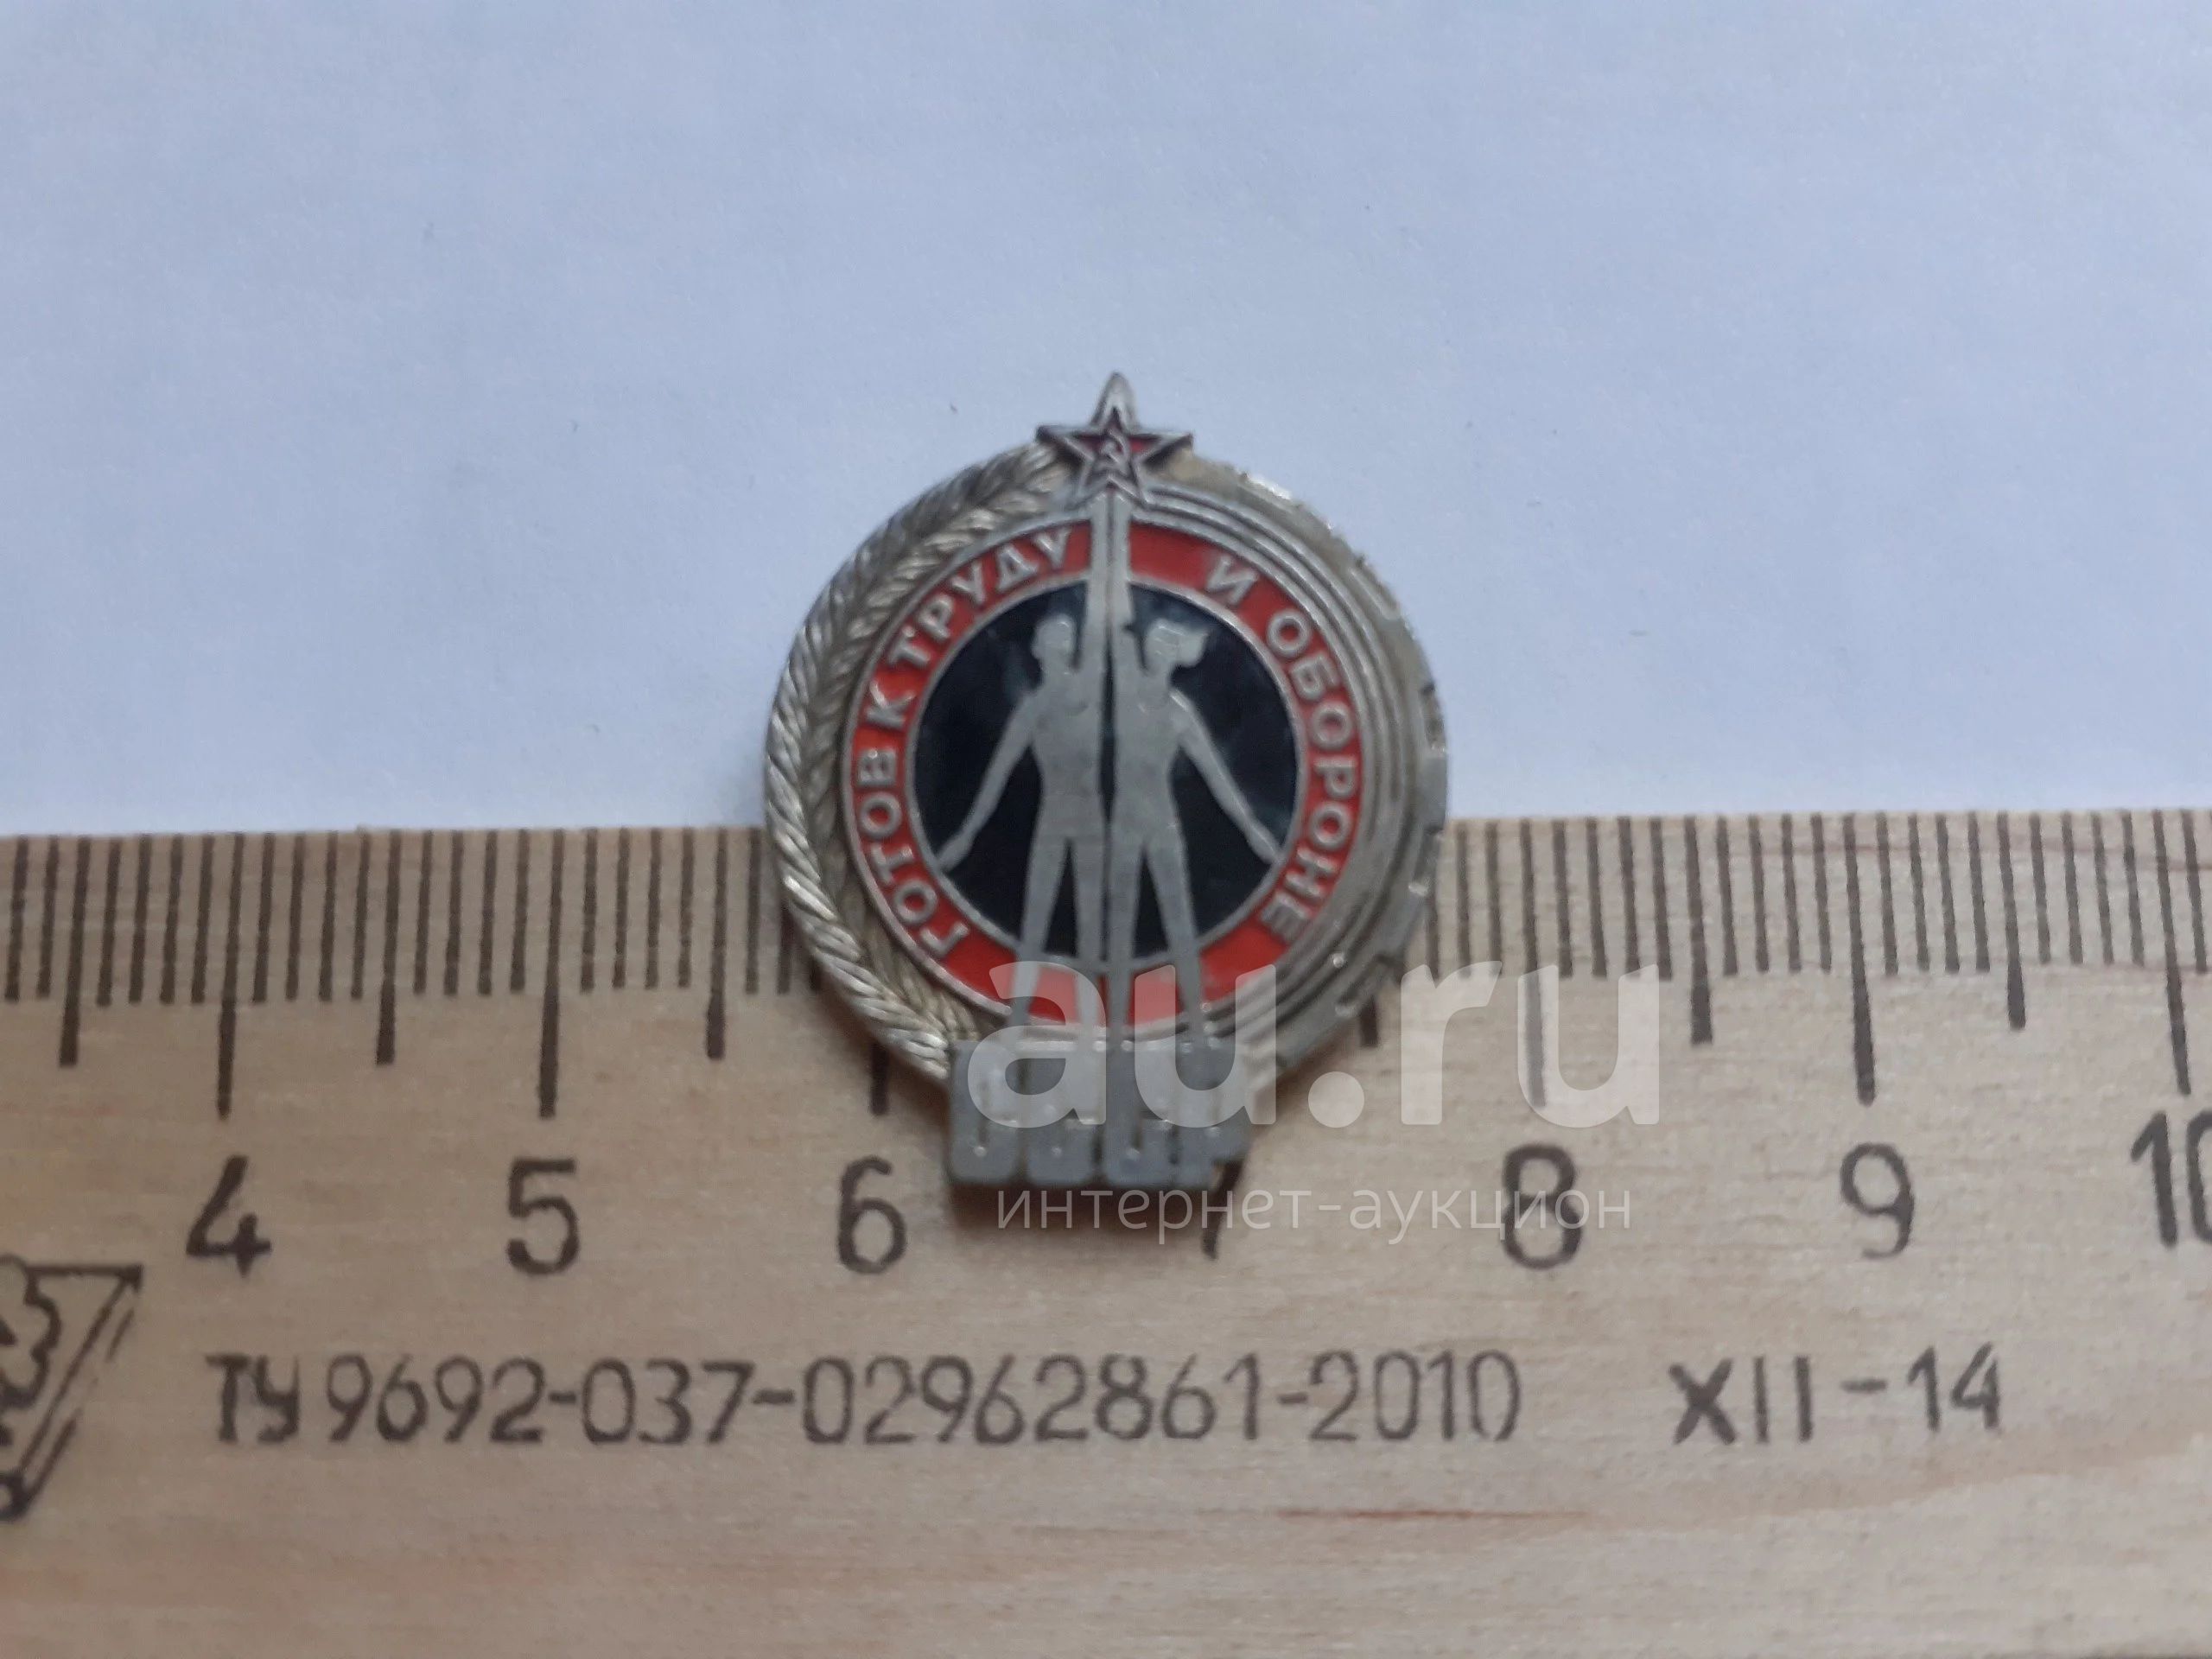 ГОТОВ К ТРУДУ И ОБОРОНЕ
au.ru
интернет-аукцион
4 5 6 7 8 9 10
ТУ 9692-037-02962861-2010 XII-14